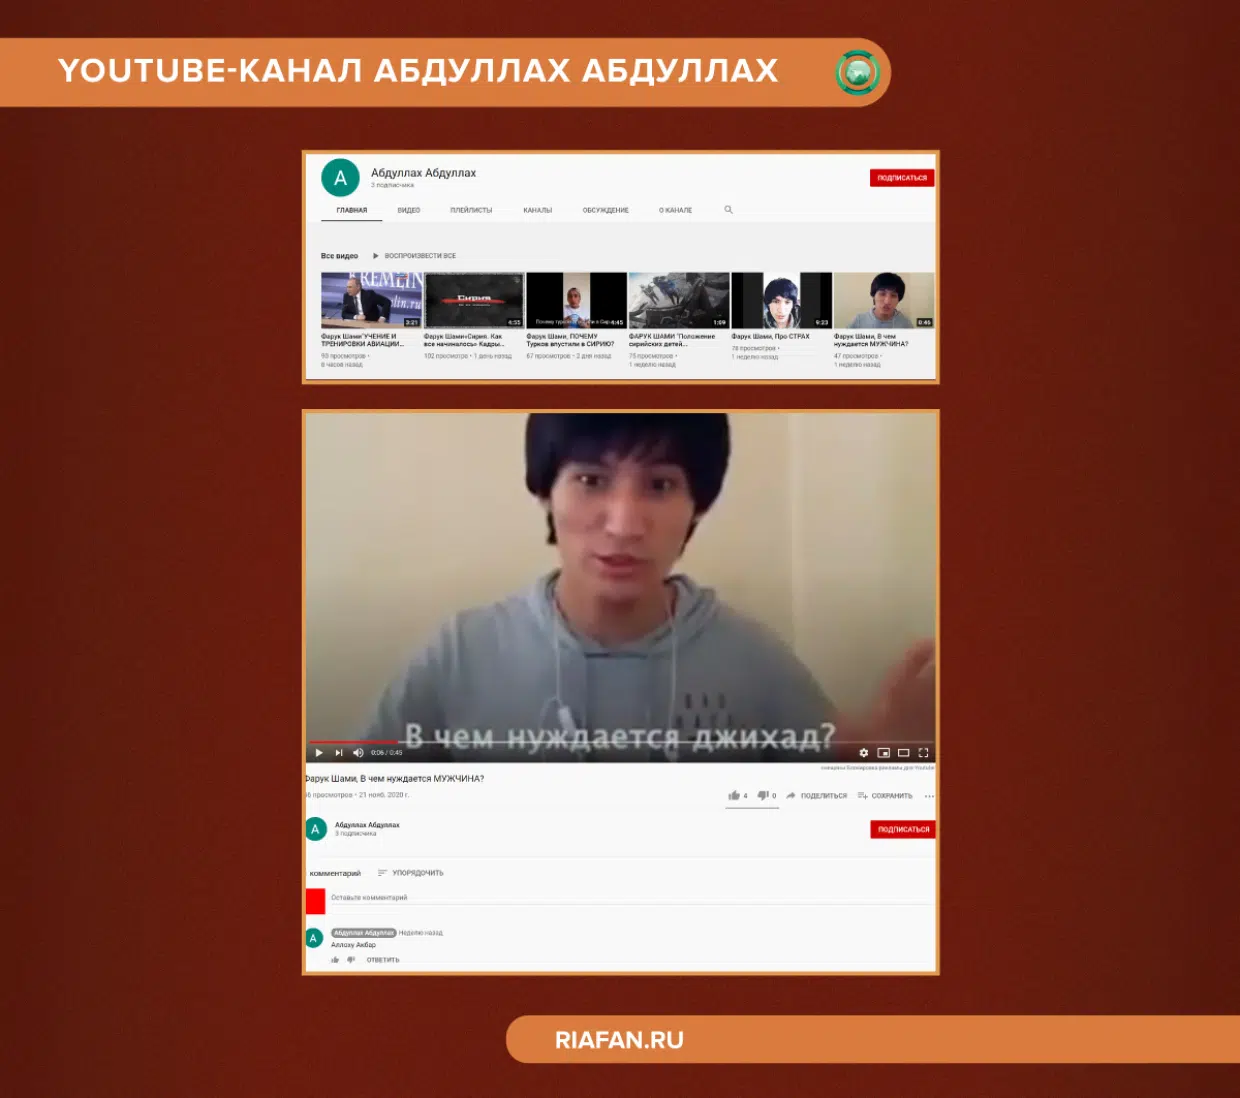 YOUTUBE-КАНАЛ АБДУЛЛАХ АБДУЛЛАХ
А
Абдуллах Абдуллах
3 подписчика
ПОДПИСАТЬСЯ
ГЛАВНАЯ ВИДЕО ПЛЕЙЛИСТЫ КАНАЛЫ ОБСУЖДЕНИЕ О КАНАЛЕ
Все видео ВОСПРОИЗВЕСТИ ВСЕ
KREMLIN
lin.ru
3:21
СИРИЯ
4:55
4:45
1:59
9:23
0:46
Фарук Шами"УЧЕНИЕ И
ТРЕНИРОВКИ АВИАЦИИ...
93 просмотров •
8 часов назад
Фарук Шами«Сирия. Как
все начиналось» Кадры...
102 просмотра • 1 день назад
Фарук Шами, ПОЧЕМУ
Турков впустили в СИРИЮ?
67 просмотров • 2 дня назад
ФАРУК ШАМИ "Положение
сирийских детей...
75 просмотров •
1 неделю назад
Фарук Шами, Про СТРАХ
78 просмотров •
1 неделю назад
Фарук Шами, В чем
нуждается МУЖЧИНА?
47 просмотров •
1 неделю назад
В чем нуждается джихад?
0:06 / 0:45
Фарук Шами, В чем нуждается МУЖЧИНА?
6 просмотров • 21 нояб. 2020 г.
4 0 ПОДЕЛИТЬСЯ СОХРАНИТЬ ...
А
Абдуллах Абдуллах
3 подписчика
ПОДПИСАТЬСЯ
комментарий УПОРЯДОЧИТЬ
Оставьте комментарий
А
Абдуллах Абдуллах Неделю назад
Аллаху Акбар
ОТВЕТИТЬ
RIAFAN.RU